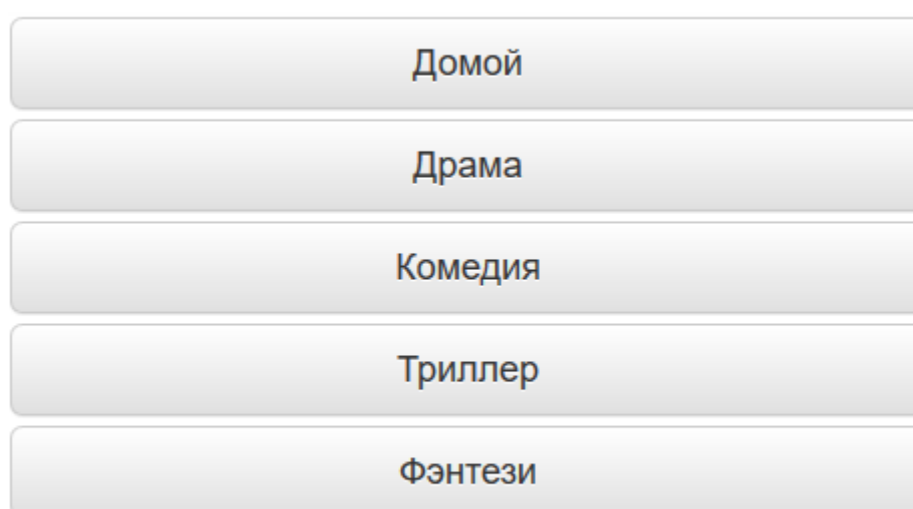 Домой
Драма
Комедия
Триллер
Фэнтези